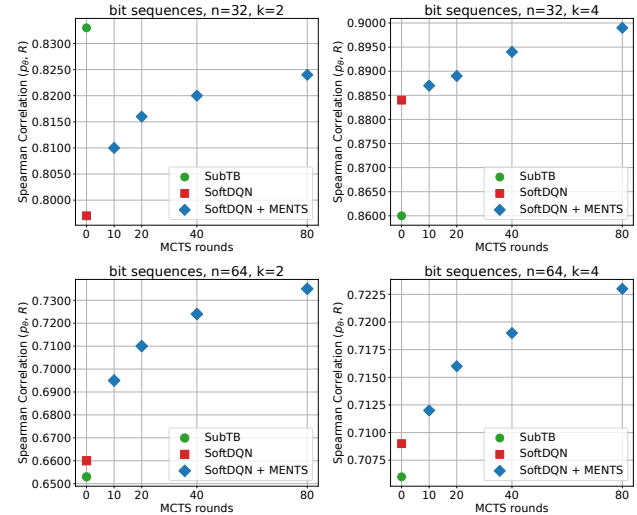 bit sequences, n=32, k=2
Spearman Correlation (pθ, R)
0.8300
0.8250
0.8200
0.8150
0.8100
0.8050
0.8000
SubTB
SoftDQN
SoftDQN + MENTS
0 10 20 40 80
MCTS rounds
bit sequences, n=32, k=4
Spearman Correlation (pθ, R)
0.9000
0.8950
0.8900
0.8850
0.8800
0.8750
0.8700
0.8650
0.8600
SubTB
SoftDQN
SoftDQN + MENTS
0 10 20 40 80
MCTS rounds
bit sequences, n=64, k=2
Spearman Correlation (pθ, R)
0.7300
0.7200
0.7100
0.7000
0.6900
0.6800
0.6700
0.6600
0.6500
SubTB
SoftDQN
SoftDQN + MENTS
0 10 20 40 80
MCTS rounds
bit sequences, n=64, k=4
Spearman Correlation (pθ, R)
0.7225
0.7200
0.7175
0.7150
0.7125
0.7100
0.7075
SubTB
SoftDQN
SoftDQN + MENTS
0 10 20 40 80
MCTS rounds